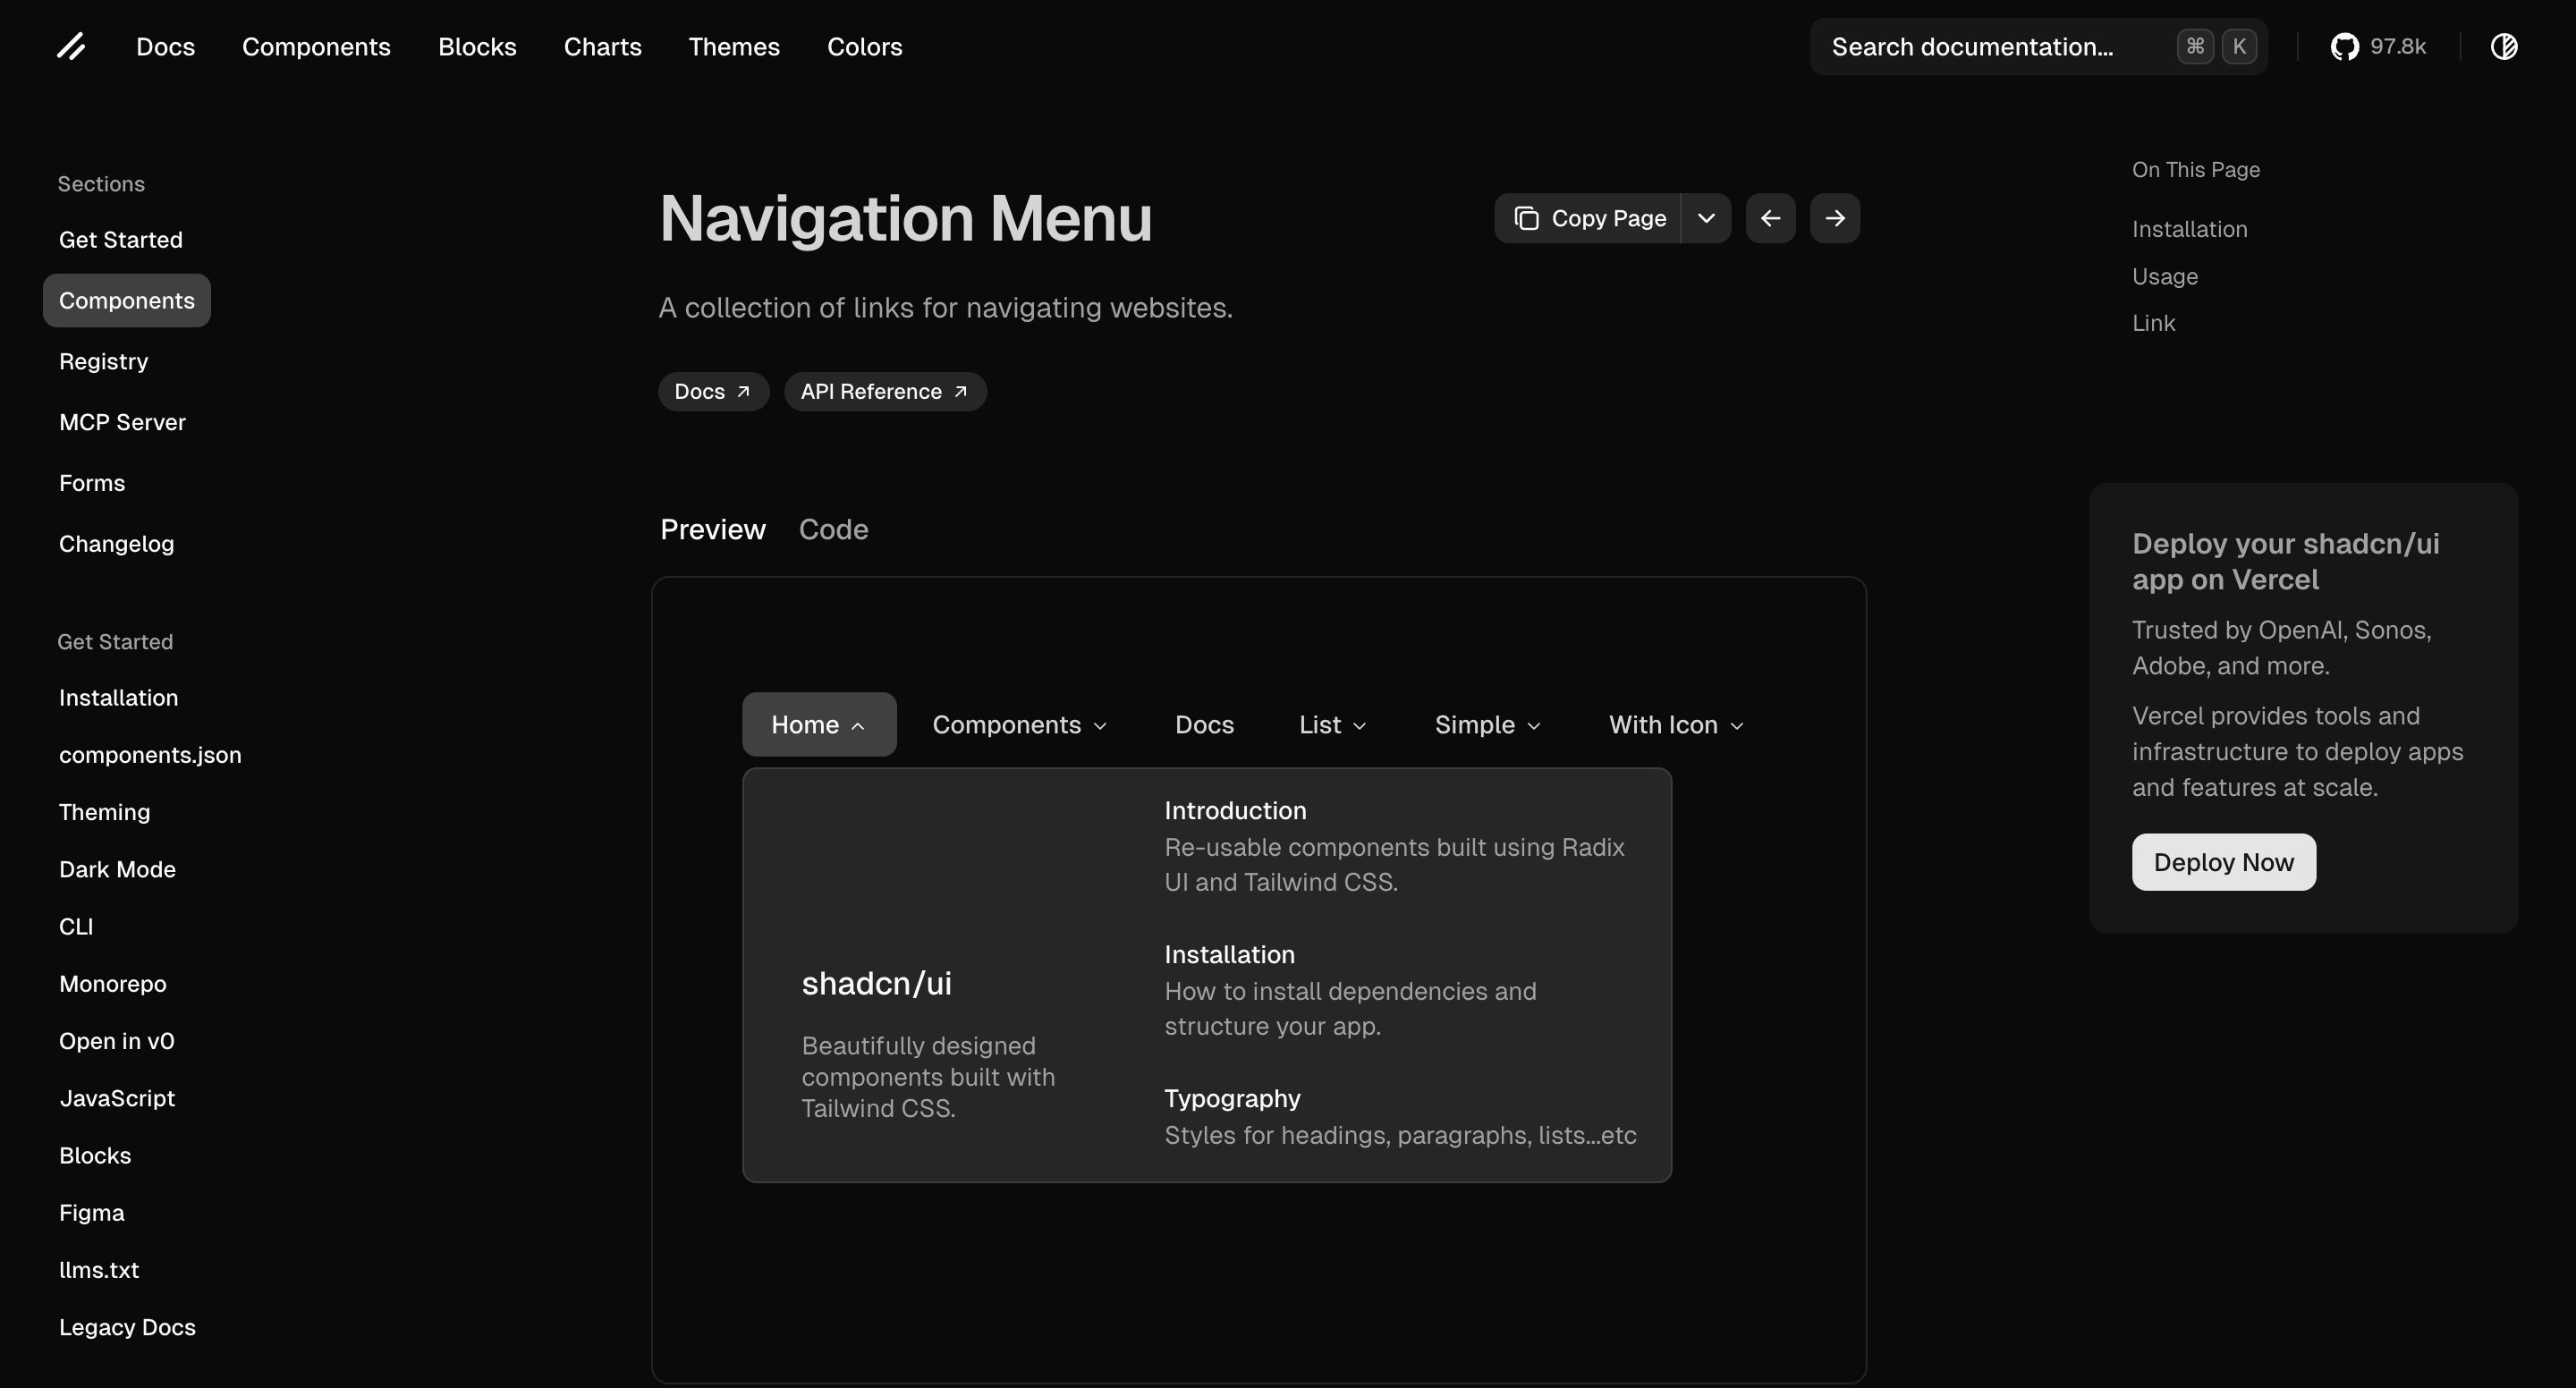 Docs
Components
Blocks
Charts
Themes
Colors
Search documentation...
⌘ K
97.8k
Sections
Get Started
Components
Registry
MCP Server
Forms
Changelog
Get Started
Installation
components.json
Theming
Dark Mode
CLI
Monorepo
Open in v0
JavaScript
Blocks
Figma
llms.txt
Legacy Docs
Navigation Menu
Copy Page
A collection of links for navigating websites.
Docs
API Reference
Preview
Code
Home
Components
Docs
List
Simple
With Icon
shadcn/ui
Beautifully designed
components built with
Tailwind CSS.
Introduction
Re-usable components built using Radix
UI and Tailwind CSS.
Installation
How to install dependencies and
structure your app.
Typography
Styles for headings, paragraphs, lists...etc
On This Page
Installation
Usage
Link
Deploy your shadcn/ui
app on Vercel
Trusted by OpenAI, Sonos,
Adobe, and more.
Vercel provides tools and
infrastructure to deploy apps
and features at scale.
Deploy Now